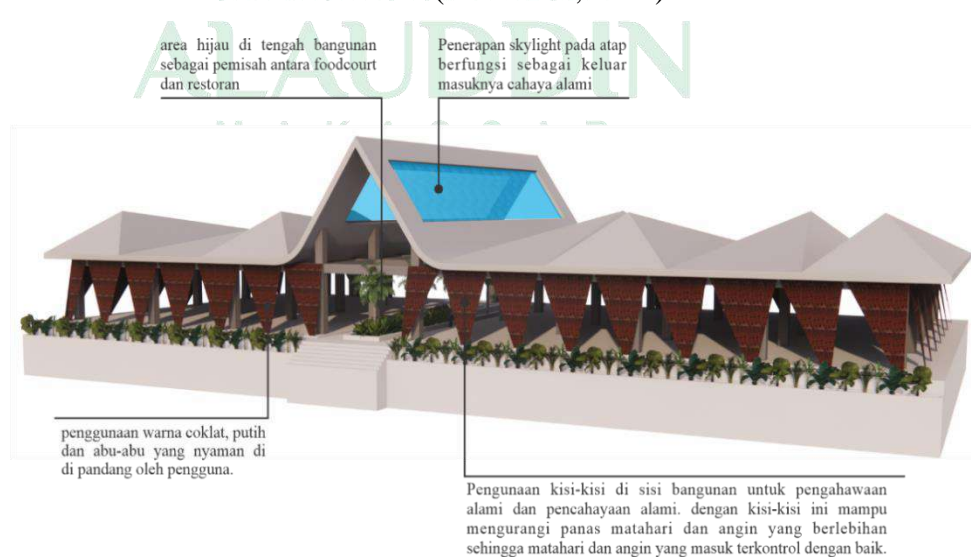 ALAUDDIN
area hijau di tengah bangunan
sebagai pemisah antara foodcourt
dan restoran
Penerapan skylight pada atap
berfungsi sebagai keluar
masuknya cahaya alami
penggunaan warna coklat, putih
dan abu-abu yang nyaman di
di pandang oleh pengguna.
Pengunaan kisi-kisi di sisi bangunan untuk pengahawaan
alami dan pencahayaan alami. dengan kisi-kisi ini mampu
mengurangi panas matahari dan angin yang berlebihan
sehingga matahari dan angin yang masuk terkontrol dengan baik.